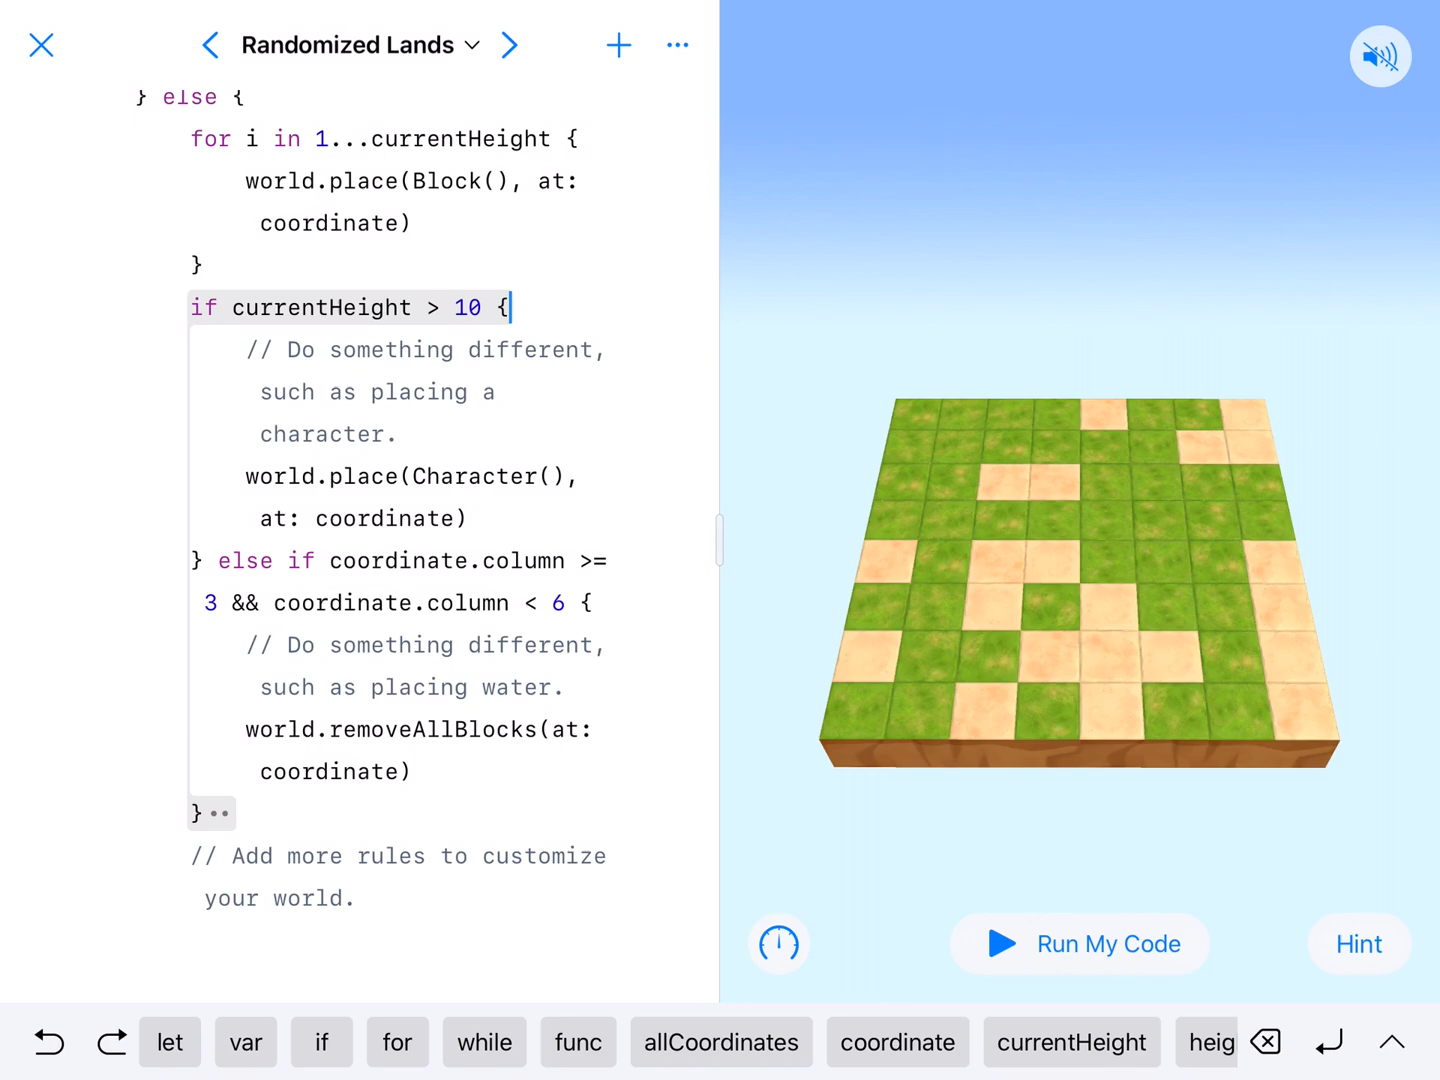 Randomized Lands
} else {
for i in 1...currentHeight {
world.place(Block(), at:
coordinate)
}
if currentHeight > 10 {
// Do something different,
such as placing a
character.
world.place(Character(),
at: coordinate)
} else if coordinate.column >=
3 && coordinate.column < 6 {
// Do something different,
such as placing water.
world.removeAllBlocks(at:
coordinate)
}
// Add more rules to customize
your world.
Run My Code
Hint
let var if for while func allCoordinates coordinate currentHeight heig